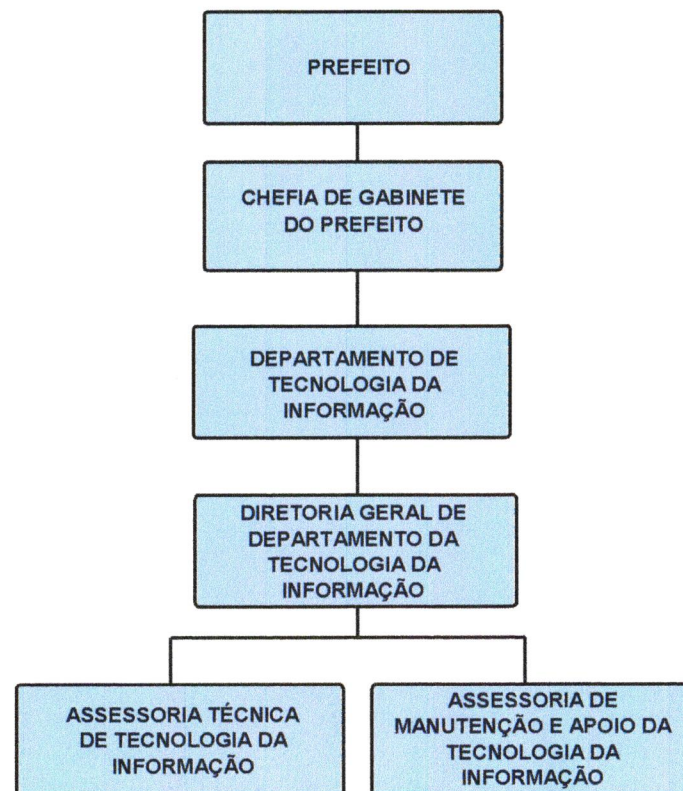 PREFEITO
CHEFIA DE GABINETE
DO PREFEITO
DEPARTAMENTO DE
TECNOLOGIA DA
INFORMAÇÃO
DIRETORIA GERAL DE
DEPARTAMENTO DA
TECNOLOGIA DA
INFORMAÇÃO
ASSESSORIA TÉCNICA
DE TECNOLOGIA DA
INFORMAÇÃO
ASSESSORIA DE
MANUTENÇÃO E APOIO DA
TECNOLOGIA DA
INFORMAÇÃO